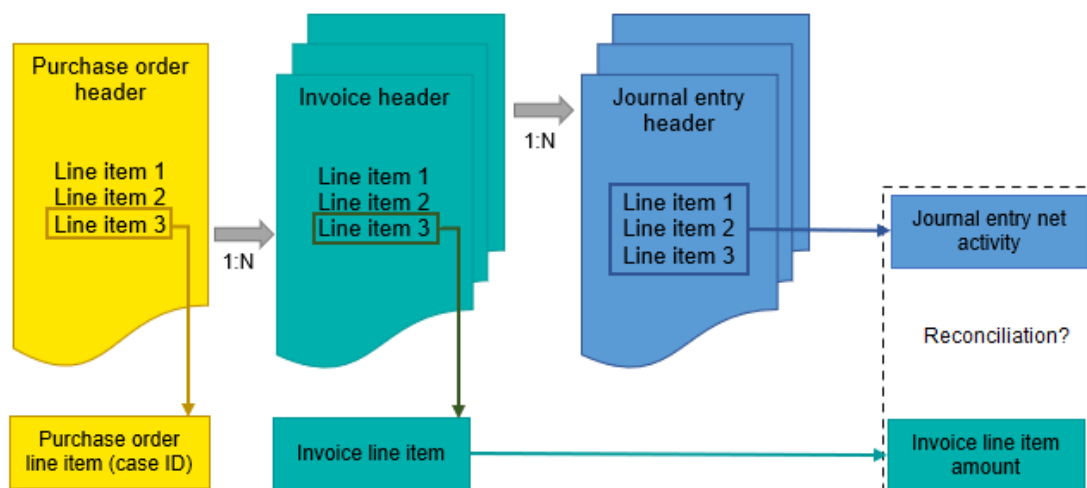 Purchase order
header
Line item 1
Line item 2
Line item 3
1:N
Invoice header
Line item 1
Line item 2
Line item 3
1:N
Journal entry
header
Line item 1
Line item 2
Line item 3
Journal entry net
activity
Reconciliation?
Purchase order
line item (case ID)
Invoice line item
Invoice line item
amount